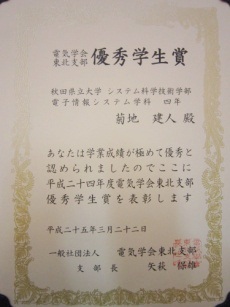 電気学会
東北支部 優秀学生賞
秋田県立大学 システム科学技術学部
電子情報システム学科 四年
菊地 建人 殿
あなたは学業成績が極めて優秀と
認められましたのでここに
平成二十四年度電気学会東北支部
優秀学生賞を表彰します
平成二十五年三月二十二日
一般社団法人 電気学会東北支部
支部長 矢萩 保雄